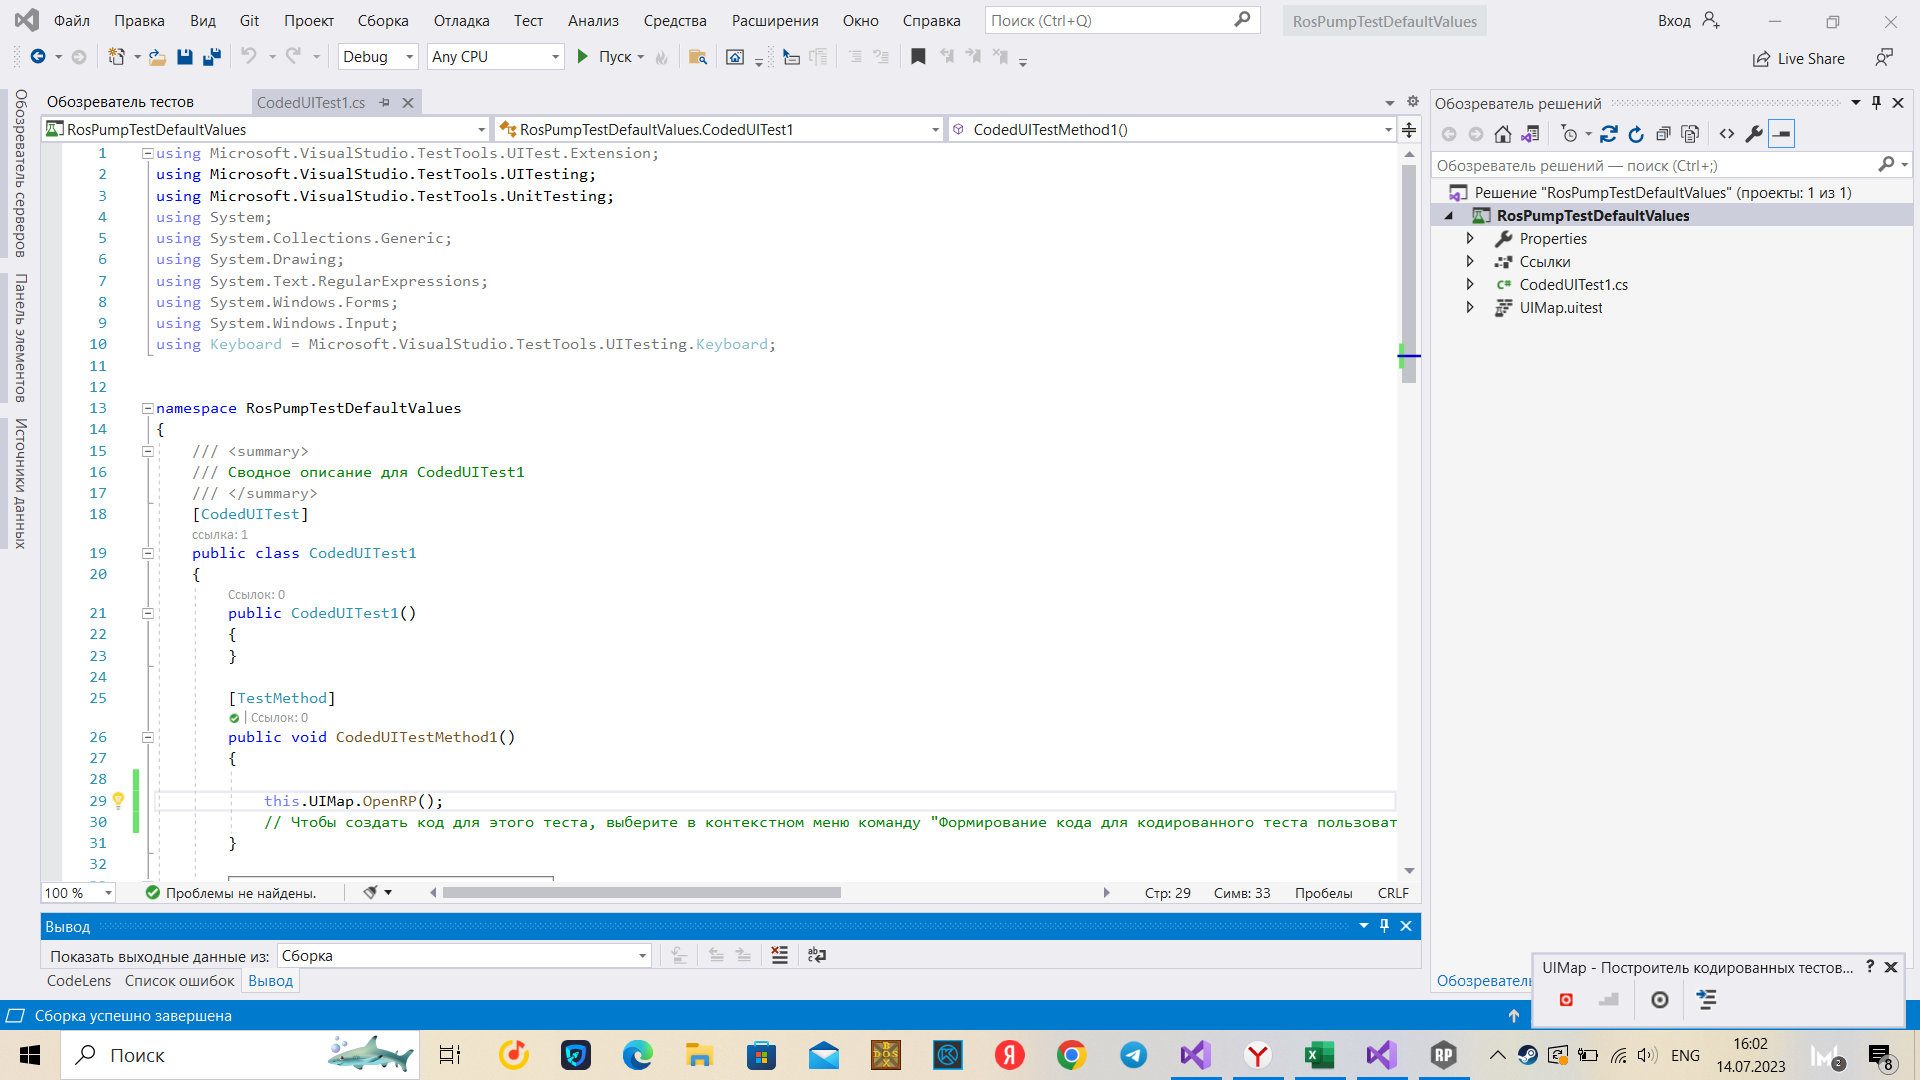 Файл Правка Вид Git Проект Сборка Отладка Тест Анализ Средства Расширения Окно Справка Поиск (Ctrl+Q) RosPumpTestDefaultValues Вход
Debug Any CPU Пуск Live Share
Обозреватель серверов
Панель элементов
Источники данных
Обозреватель тестов CodedUITest1.cs
RosPumpTestDefaultValues RosPumpTestDefaultValues.CodedUITest1 CodedUITestMethod1()
1 using Microsoft.VisualStudio.TestTools.UITest.Extension;
2 using Microsoft.VisualStudio.TestTools.UITesting;
3 using Microsoft.VisualStudio.TestTools.UnitTesting;
4 using System;
5 using System.Collections.Generic;
6 using System.Drawing;
7 using System.Text.RegularExpressions;
8 using System.Windows.Forms;
9 using System.Windows.Input;
10 using Keyboard = Microsoft.VisualStudio.TestTools.UITesting.Keyboard;
11
12
13 namespace RosPumpTestDefaultValues
14 {
15 /// <summary>
16 /// Сводное описание для CodedUITest1
17 /// </summary>
18 [CodedUITest]
ссылка: 1
19 public class CodedUITest1
20 {
Ссылок: 0
21 public CodedUITest1()
22 {
23 }
24
25 [TestMethod]
| Ссылок: 0
26 public void CodedUITestMethod1()
27 {
28
29 this.UIMap.OpenRP();
30 // Чтобы создать код для этого теста, выберите в контекстном меню команду "Формирование кода для кодированного теста пользоват
31 }
32
100 % Проблемы не найдены. Стр: 29 Симв: 33 Пробелы CRLF
Вывод
Показать выходные данные из: Сборка
CodeLens Список ошибок Вывод
Обозреватель решений
Обозреватель решений — поиск (Ctrl+;)
Решение "RosPumpTestDefaultValues" (проекты: 1 из 1)
RosPumpTestDefaultValues
Properties
Ссылки
C# CodedUITest1.cs
UIMap.uitest
Обозреватель
UIMap - Построитель кодированных тестов... ?
Сборка успешно завершена
Поиск
DOS
Я
Y
RP
ENG
16:02
14.07.2023
2
8